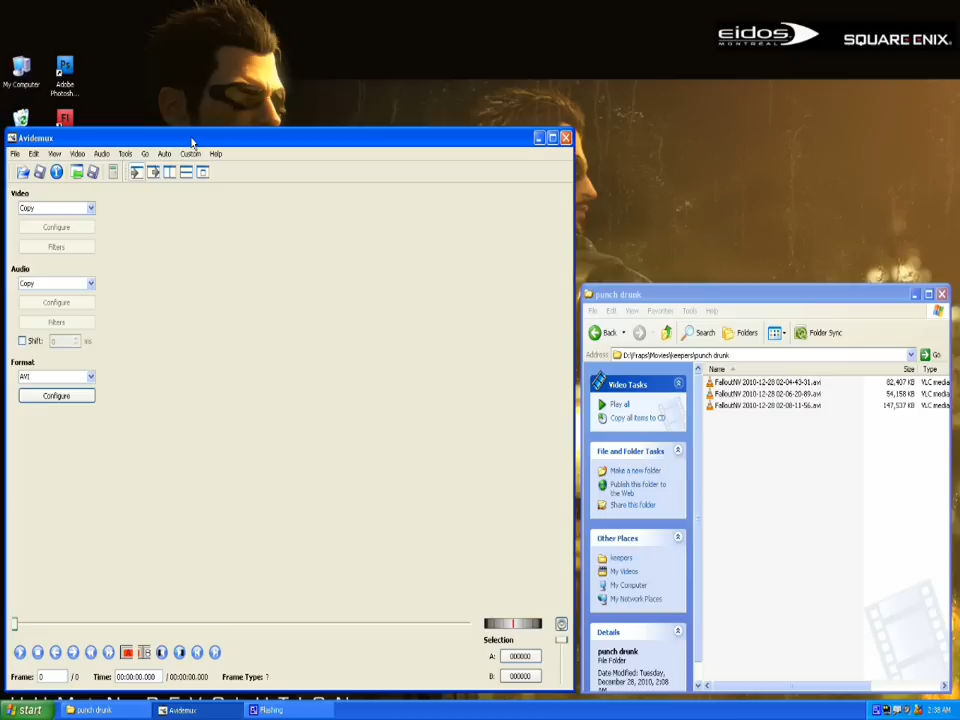 eidos
MONTREAL
SQUARE ENIX.
My Computer
Adobe
Photosh...
Ps
Fl
Avidemux
File Edit View Video Audio Tools Go Auto Custom Help
Video
Copy
Configure
Filters
Audio
Copy
Configure
Filters
Shift: 0 ms
Format
AVI
Configure
Selection
A: 000000
B: 000000
Frame: 0 / 0 Time: 00:00:00.000 / 00:00:00.000 Frame Type: ?
punch drunk
File Edit View Favorites Tools Help
Back Search Folders Folder Sync
Address D:\Fraps\Movies\keepers\punch drunk Go
Name Size Type
FalloutNV 2010-12-28 02-04-43-31.avi 82,407 KB VLC media
FalloutNV 2010-12-28 02-06-20-89.avi 54,158 KB VLC media
FalloutNV 2010-12-28 02-08-11-56.avi 147,537 KB VLC media
Video Tasks
Play all
Copy all items to CD
File and Folder Tasks
Make a new folder
Publish this folder to
the Web
Share this folder
Other Places
keepers
My Videos
My Computer
My Network Places
Details
punch drunk
File Folder
Date Modified: Tuesday,
December 28, 2010, 2:08
AM
start punch drunk Avidemux Flashing 2:38 AM